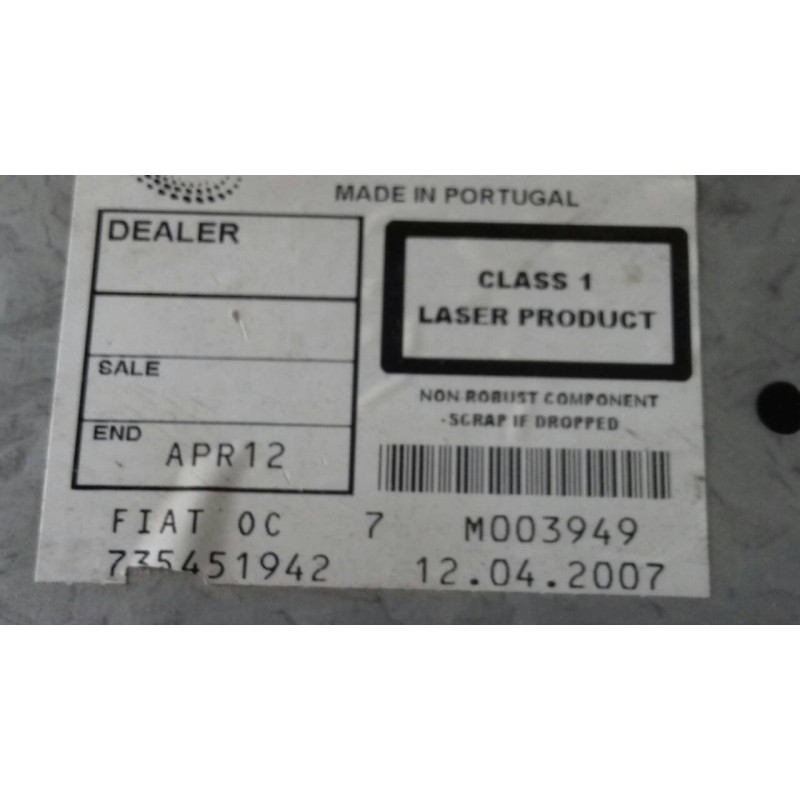 MADE IN PORTUGAL
DEALER
CLASS 1
LASER PRODUCT
SALE
NON ROBUST COMPONENT
-SCRAP IF DROPPED
END APR12
FIAT OC 7 M003949
735451942 12.04.2007